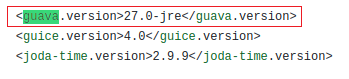 <guava.version>27.0-jre</guava.version>
<guice.version>4.0</guice.version>
<joda-time.version>2.9.9</joda-time.version>